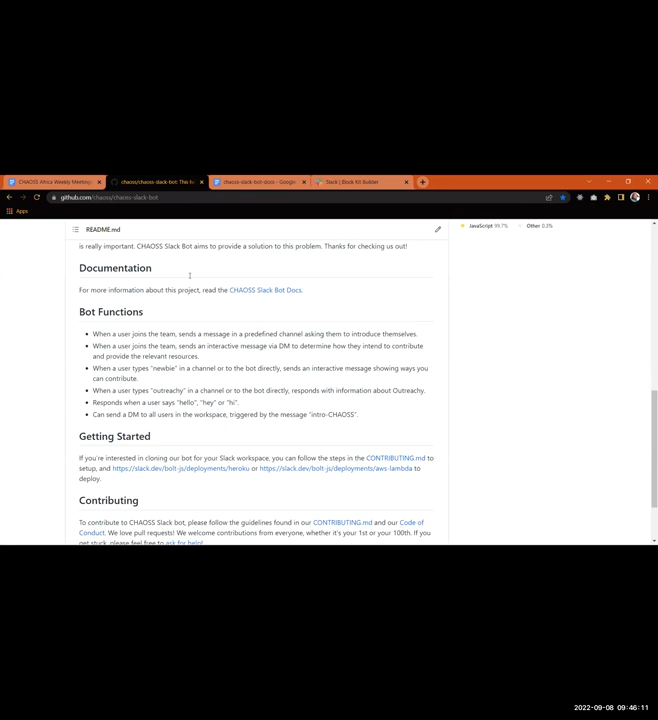 CHAOSS Africa Weekly Meeting
chaoss/chaoss-slack-bot: This h
chaoss-slack-bot-docs - Google
Slack | Block Kit Builder
github.com/chaoss/chaoss-slack-bot
Apps
README.md
JavaScript 99.7% Other 0.3%
is really important. CHAOSS Slack Bot aims to provide a solution to this problem. Thanks for checking us out!
Documentation
For more information about this project, read the CHAOSS Slack Bot Docs.
Bot Functions
When a user joins the team, sends a message in a predefined channel asking them to introduce themselves.
When a user joins the team, sends an interactive message via DM to determine how they intend to contribute
and provide the relevant resources.
When a user types "newbie" in a channel or to the bot directly, sends an interactive message showing ways you
can contribute.
When a user types "outreachy" in a channel or to the bot directly, responds with information about Outreachy.
Responds when a user says "hello", "hey" or "hi".
Can send a DM to all users in the workspace, triggered by the message "intro-CHAOSS".
Getting Started
If you're interested in cloning our bot for your Slack workspace, you can follow the steps in the CONTRIBUTING.md to
setup, and https://slack.dev/bolt-js/deployments/heroku or https://slack.dev/bolt-js/deployments/aws-lambda to
deploy.
Contributing
To contribute to CHAOSS Slack bot, please follow the guidelines found in our CONTRIBUTING.md and our Code of
Conduct. We love pull requests! We welcome contributions from everyone, whether it's your 1st or your 100th. If you
get stuck, please feel free to ask for help!
2022-09-08 09:46:11